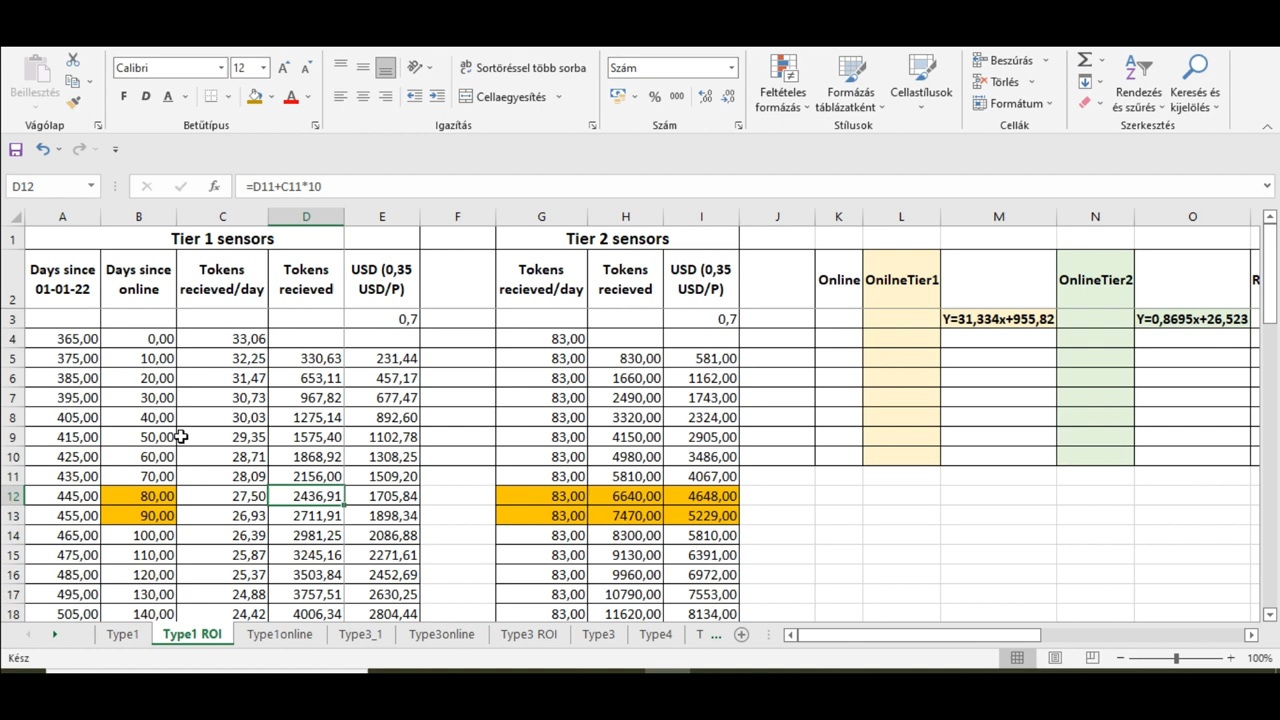 Beillesztés
Vágólap
Calibri 12
F D A
Betűtípus
Sortöréssel több sorba
Cellaegyesítés
Igazítás
Szám
% 000
Szám
Feltételes formázás
Formázás táblázatként
Cellastílusok
Stílusok
Beszúrás
Törlés
Formátum
Cellák
Rendezés és szűrés
Keresés és kijelölés
Szerkesztés
D12 fx =D11+C11*10
A B C D E F G H I J K L M N O
1 Tier 1 sensors Tier 2 sensors
2 Days since 01-01-22 Days since online Tokens recieved/day Tokens recieved USD (0,35 USD/P) Tokens recieved/day Tokens recieved USD (0,35 USD/P) Online OnilneTier1 OnlineTier2 R
3 0,7 0,7 Y=31,334x+955,82 Y=0,8695x+26,523
4 365,00 0,00 33,06 83,00
5 375,00 10,00 32,25 330,63 231,44 83,00 830,00 581,00
6 385,00 20,00 31,47 653,11 457,17 83,00 1660,00 1162,00
7 395,00 30,00 30,73 967,82 677,47 83,00 2490,00 1743,00
8 405,00 40,00 30,03 1275,14 892,60 83,00 3320,00 2324,00
9 415,00 50,00 29,35 1575,40 1102,78 83,00 4150,00 2905,00
10 425,00 60,00 28,71 1868,92 1308,25 83,00 4980,00 3486,00
11 435,00 70,00 28,09 2156,00 1509,20 83,00 5810,00 4067,00
12 445,00 80,00 27,50 2436,91 1705,84 83,00 6640,00 4648,00
13 455,00 90,00 26,93 2711,91 1898,34 83,00 7470,00 5229,00
14 465,00 100,00 26,39 2981,25 2086,88 83,00 8300,00 5810,00
15 475,00 110,00 25,87 3245,16 2271,61 83,00 9130,00 6391,00
16 485,00 120,00 25,37 3503,84 2452,69 83,00 9960,00 6972,00
17 495,00 130,00 24,88 3757,51 2630,25 83,00 10790,00 7553,00
18 505,00 140,00 24,42 4006,34 2804,44 83,00 11620,00 8134,00
Type1 Type1 ROI Type1online Type3_1 Type3online Type3 ROI Type3 Type4 T ...
Kész 100%